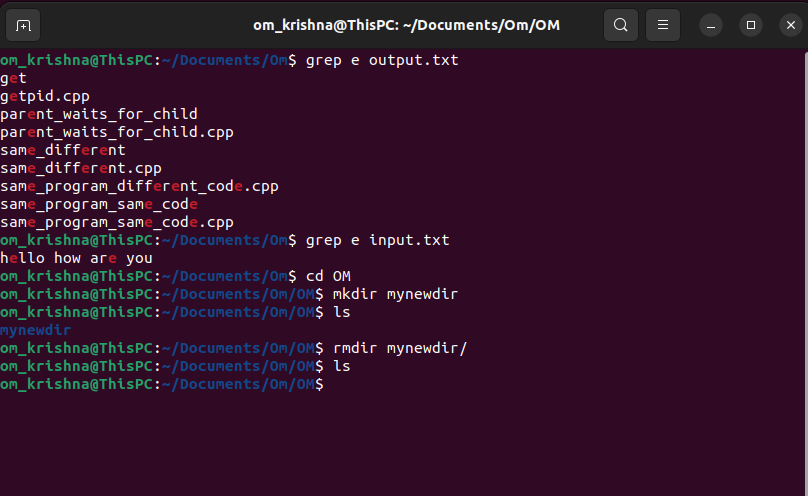 om_krishna@ThisPC: ~/Documents/Om/OM
om_krishna@ThisPC:~/Documents/Om$ grep e output.txt
get
getpid.cpp
parent_waits_for_child
parent_waits_for_child.cpp
same_different
same_different.cpp
same_program_different_code.cpp
same_program_same_code
same_program_same_code.cpp
om_krishna@ThisPC:~/Documents/Om$ grep e input.txt
hello how are you
om_krishna@ThisPC:~/Documents/Om$ cd OM
om_krishna@ThisPC:~/Documents/Om/OM$ mkdir mynewdir
om_krishna@ThisPC:~/Documents/Om/OM$ ls
mynewdir
om_krishna@ThisPC:~/Documents/Om/OM$ rmdir mynewdir/
om_krishna@ThisPC:~/Documents/Om/OM$ ls
om_krishna@ThisPC:~/Documents/Om/OM$